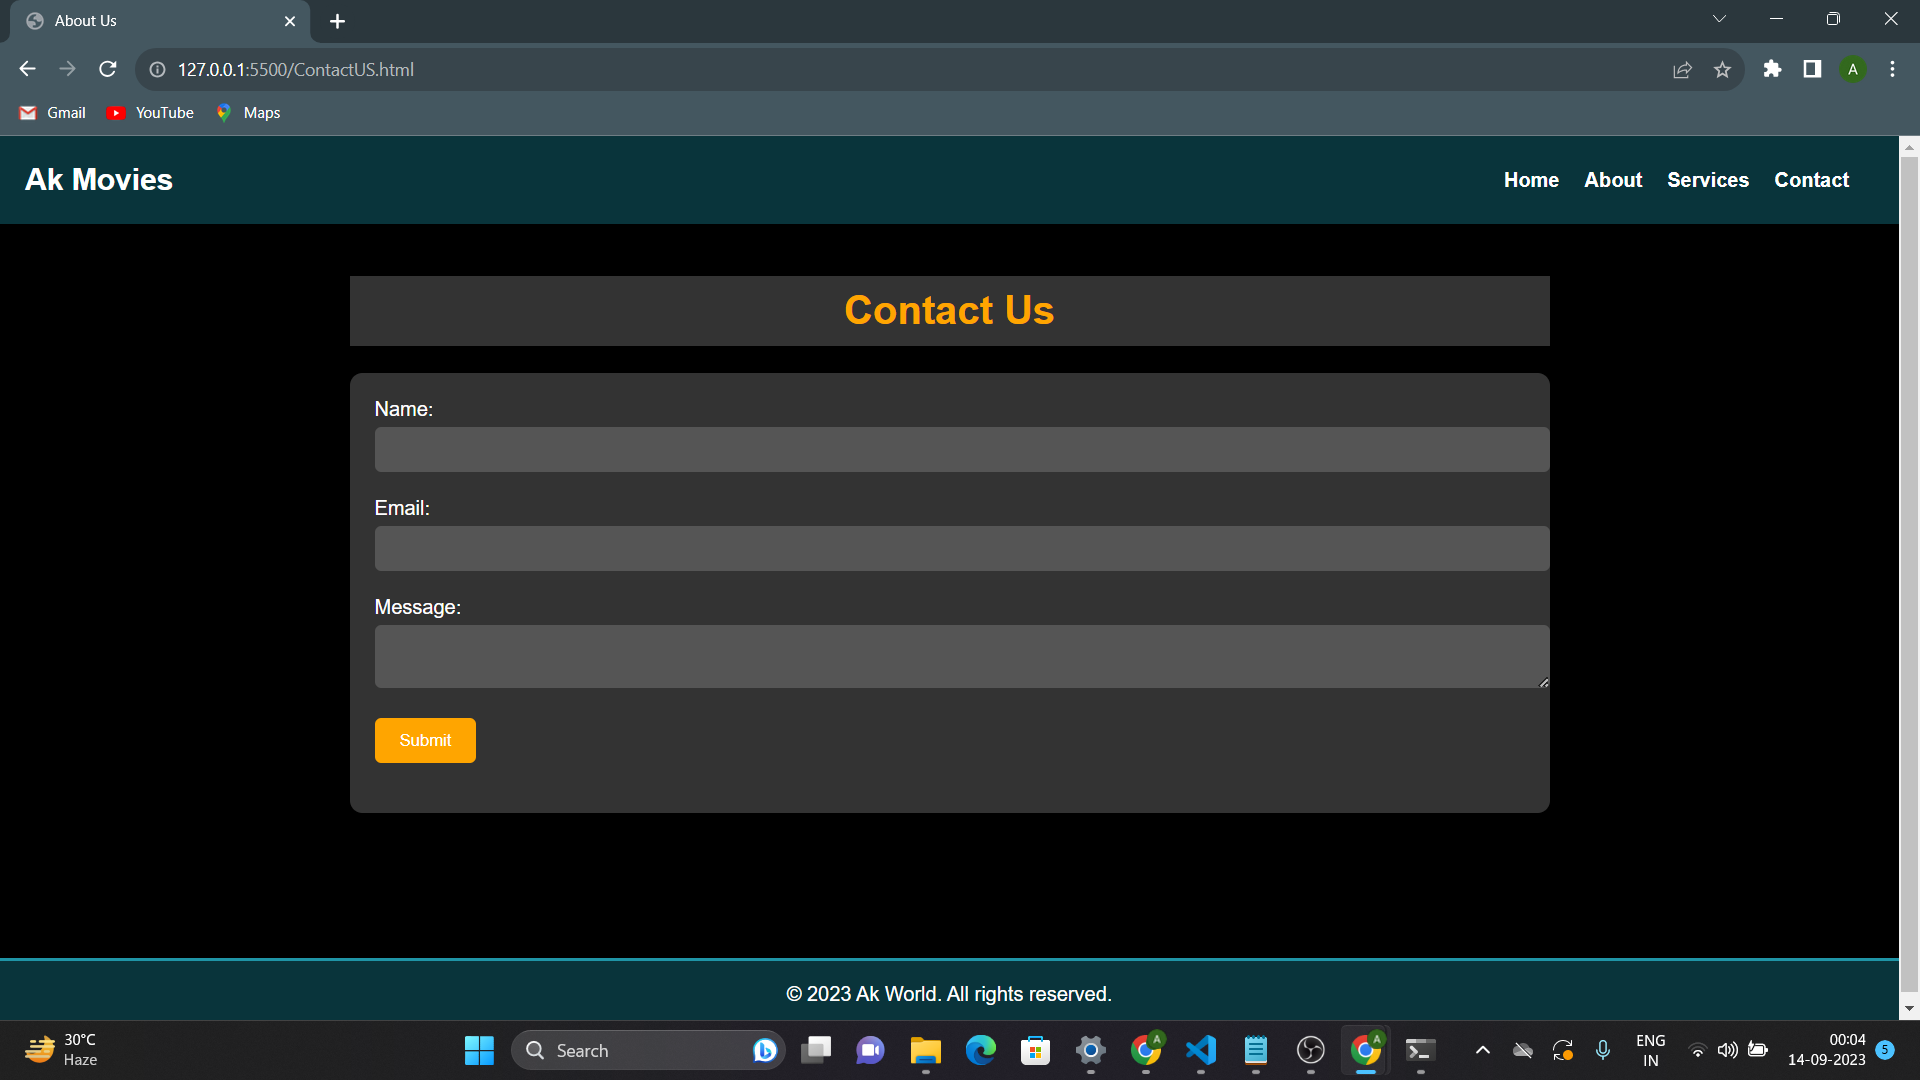 About Us
127.0.0.1:5500/ContactUS.html
A
Gmail YouTube Maps
Ak Movies
Home About Services Contact
Contact Us
Name:
Email:
Message:
Submit
© 2023 Ak World. All rights reserved.
30°C
Haze
Search
A
A
ENG
IN
00:04
14-09-2023
5